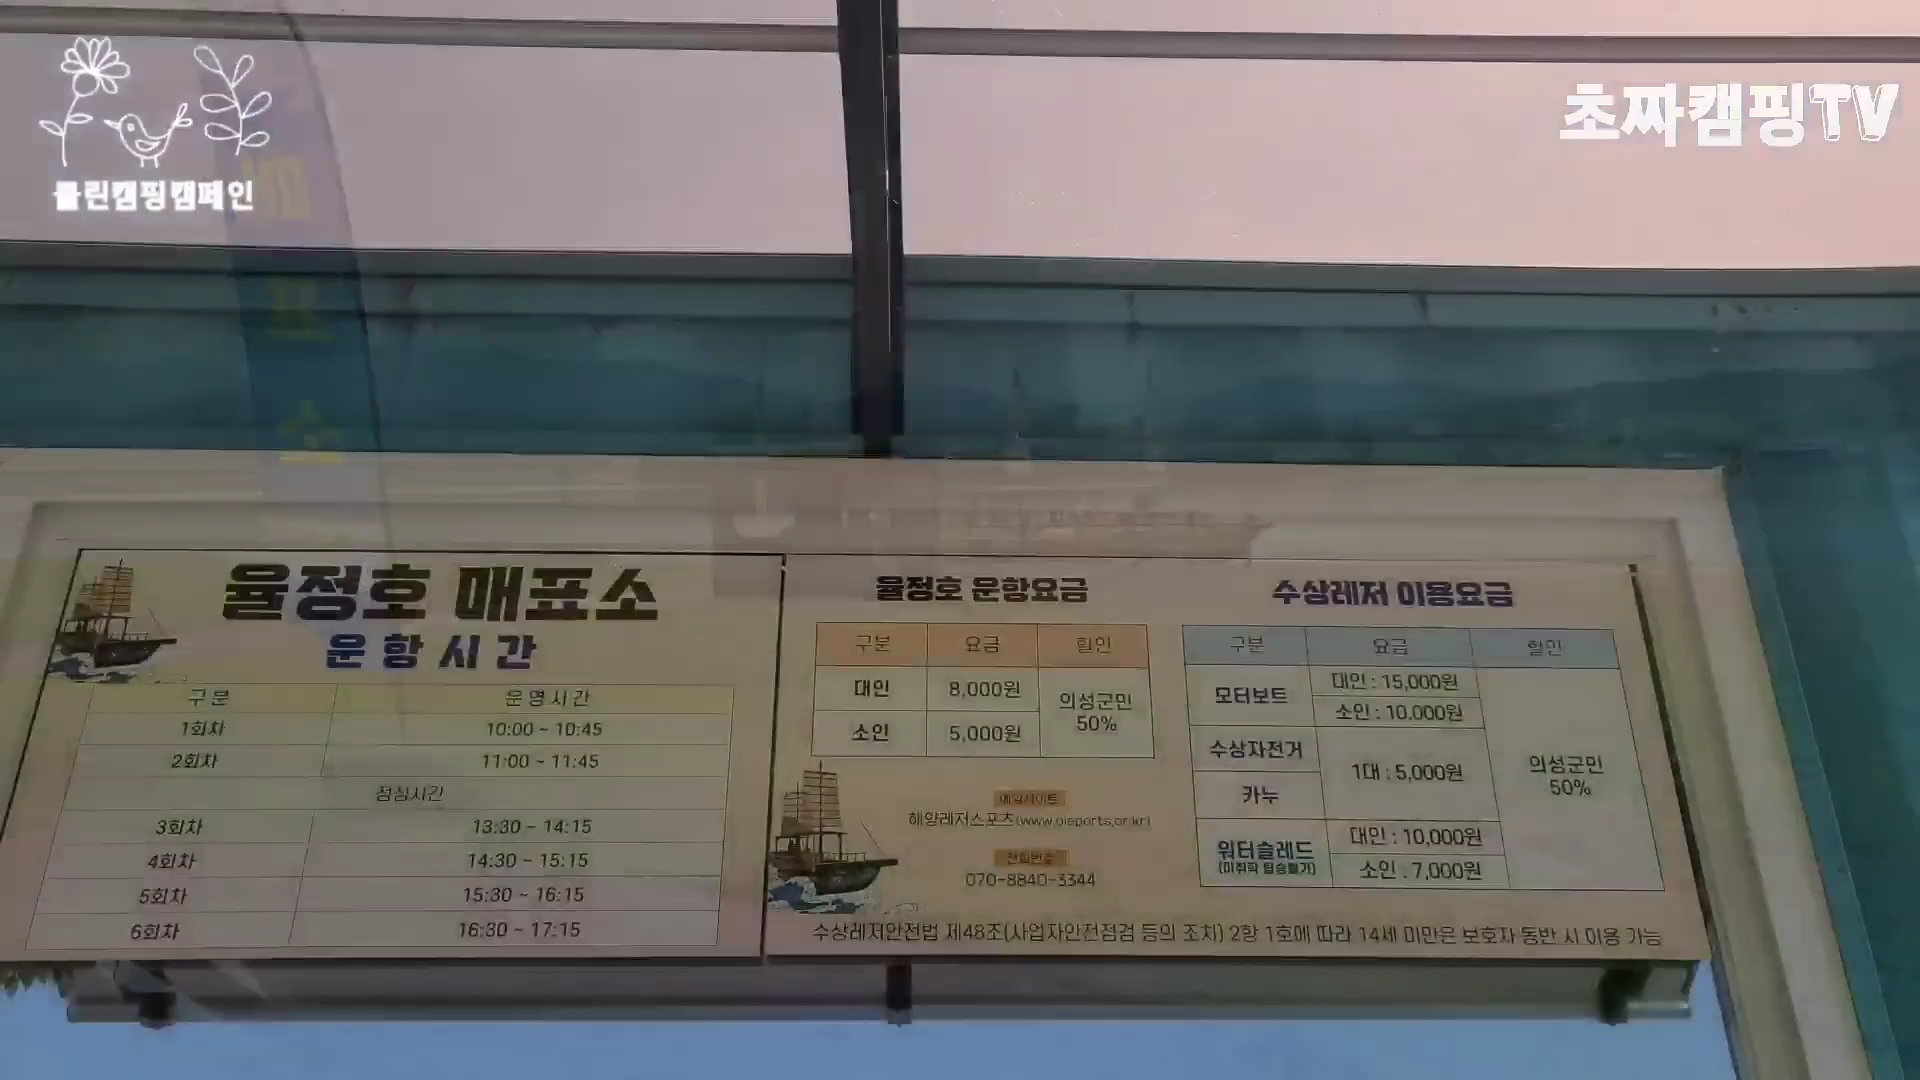 클린캠핑캠페인
초짜캠핑TV
매
표
소
율정호 매표소
운항시간
구분 운영시간
1회차 10:00 ~ 10:45
2회차 11:00 ~ 11:45
점심시간
3회차 13:30 ~ 14:15
4회차 14:30 ~ 15:15
5회차 15:30 ~ 16:15
6회차 16:30 ~ 17:15
율정호 운항요금
구분 요금 할인
대인 8,000원 의성군민 50%
소인 5,000원
예약사이트
해양레저스포츠(www.oleports.or.kr)
전화번호
070-8840-3344
수상레저 이용요금
구분 요금 할인
모터보트 대인 : 15,000원
소인 : 10,000원
수상자전거 1대 : 5,000원 의성군민 50%
카누
워터슬레드 대인 : 10,000원
(미취학 탑승불가) 소인 : 7,000원
수상레저안전법 제48조(사업자안전점검 등의 조치) 2항 1호에 따라 14세 미만은 보호자 동반 시 이용 가능